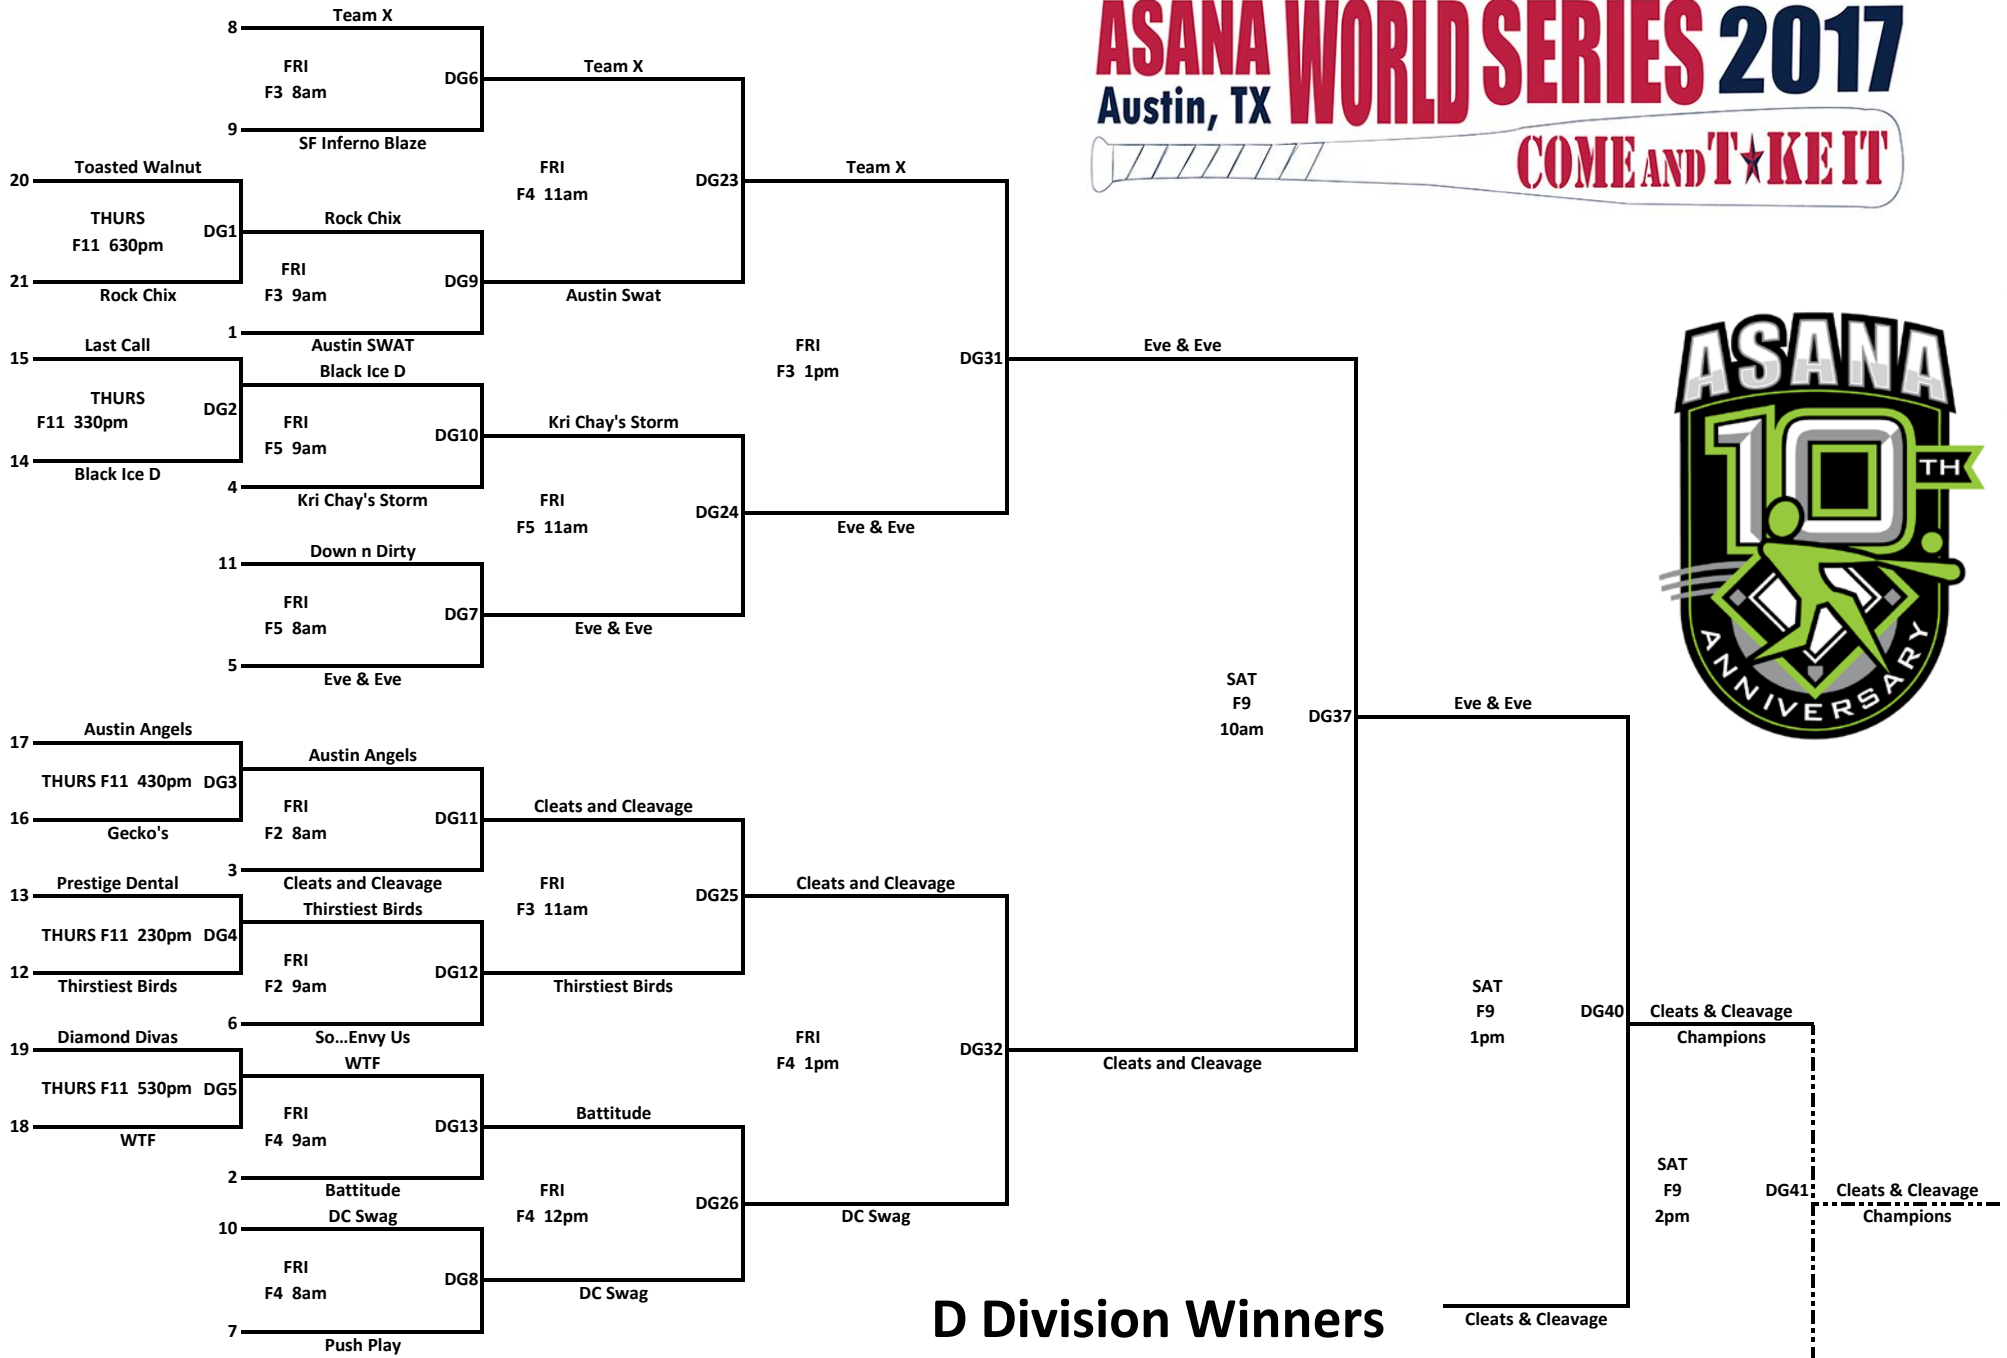 ASANA WORLD SERIES 2017
Austin, TX
COME AND T★KE IT
ASANA
10TH
ANNIVERSARY
Team X
8
FRI
F3 8am
DG6
9
SF Inferno Blaze
Team X
Toasted Walnut
20
THURS
F11 630pm
DG1
21
Rock Chix
Rock Chix
FRI
F3 9am
DG9
1
Austin SWAT
FRI
F4 11am
DG23
Austin Swat
Team X
Last Call
15
THURS
F11 330pm
DG2
14
Black Ice D
Black Ice D
FRI
F5 9am
DG10
4
Kri Chay's Storm
Kri Chay's Storm
FRI
F5 11am
DG24
Down n Dirty
11
FRI
F5 8am
DG7
5
Eve & Eve
Eve & Eve
FRI
F3 1pm
DG31
Eve & Eve
Eve & Eve
Austin Angels
17
THURS F11 430pm DG3
16
Gecko's
Austin Angels
FRI
F2 8am
DG11
3
Cleats and Cleavage
Cleats and Cleavage
Prestige Dental
13
THURS F11 230pm DG4
12
Thirstiest Birds
Thirstiest Birds
FRI
F2 9am
DG12
6
So...Envy Us
FRI
F3 11am
DG25
Thirstiest Birds
Cleats and Cleavage
Diamond Divas
19
THURS F11 530pm DG5
18
WTF
WTF
FRI
F4 9am
DG13
2
Battitude
Battitude
FRI
F4 12pm
DG26
DC Swag
10
FRI
F4 8am
DG8
7
Push Play
DC Swag
FRI
F4 1pm
DG32
DC Swag
Cleats and Cleavage
SAT
F9
10am
DG37
Eve & Eve
SAT
F9
1pm
DG40
Cleats & Cleavage
Cleats & Cleavage
Champions
SAT
F9
2pm
DG41
Cleats & Cleavage
Champions
D Division Winners